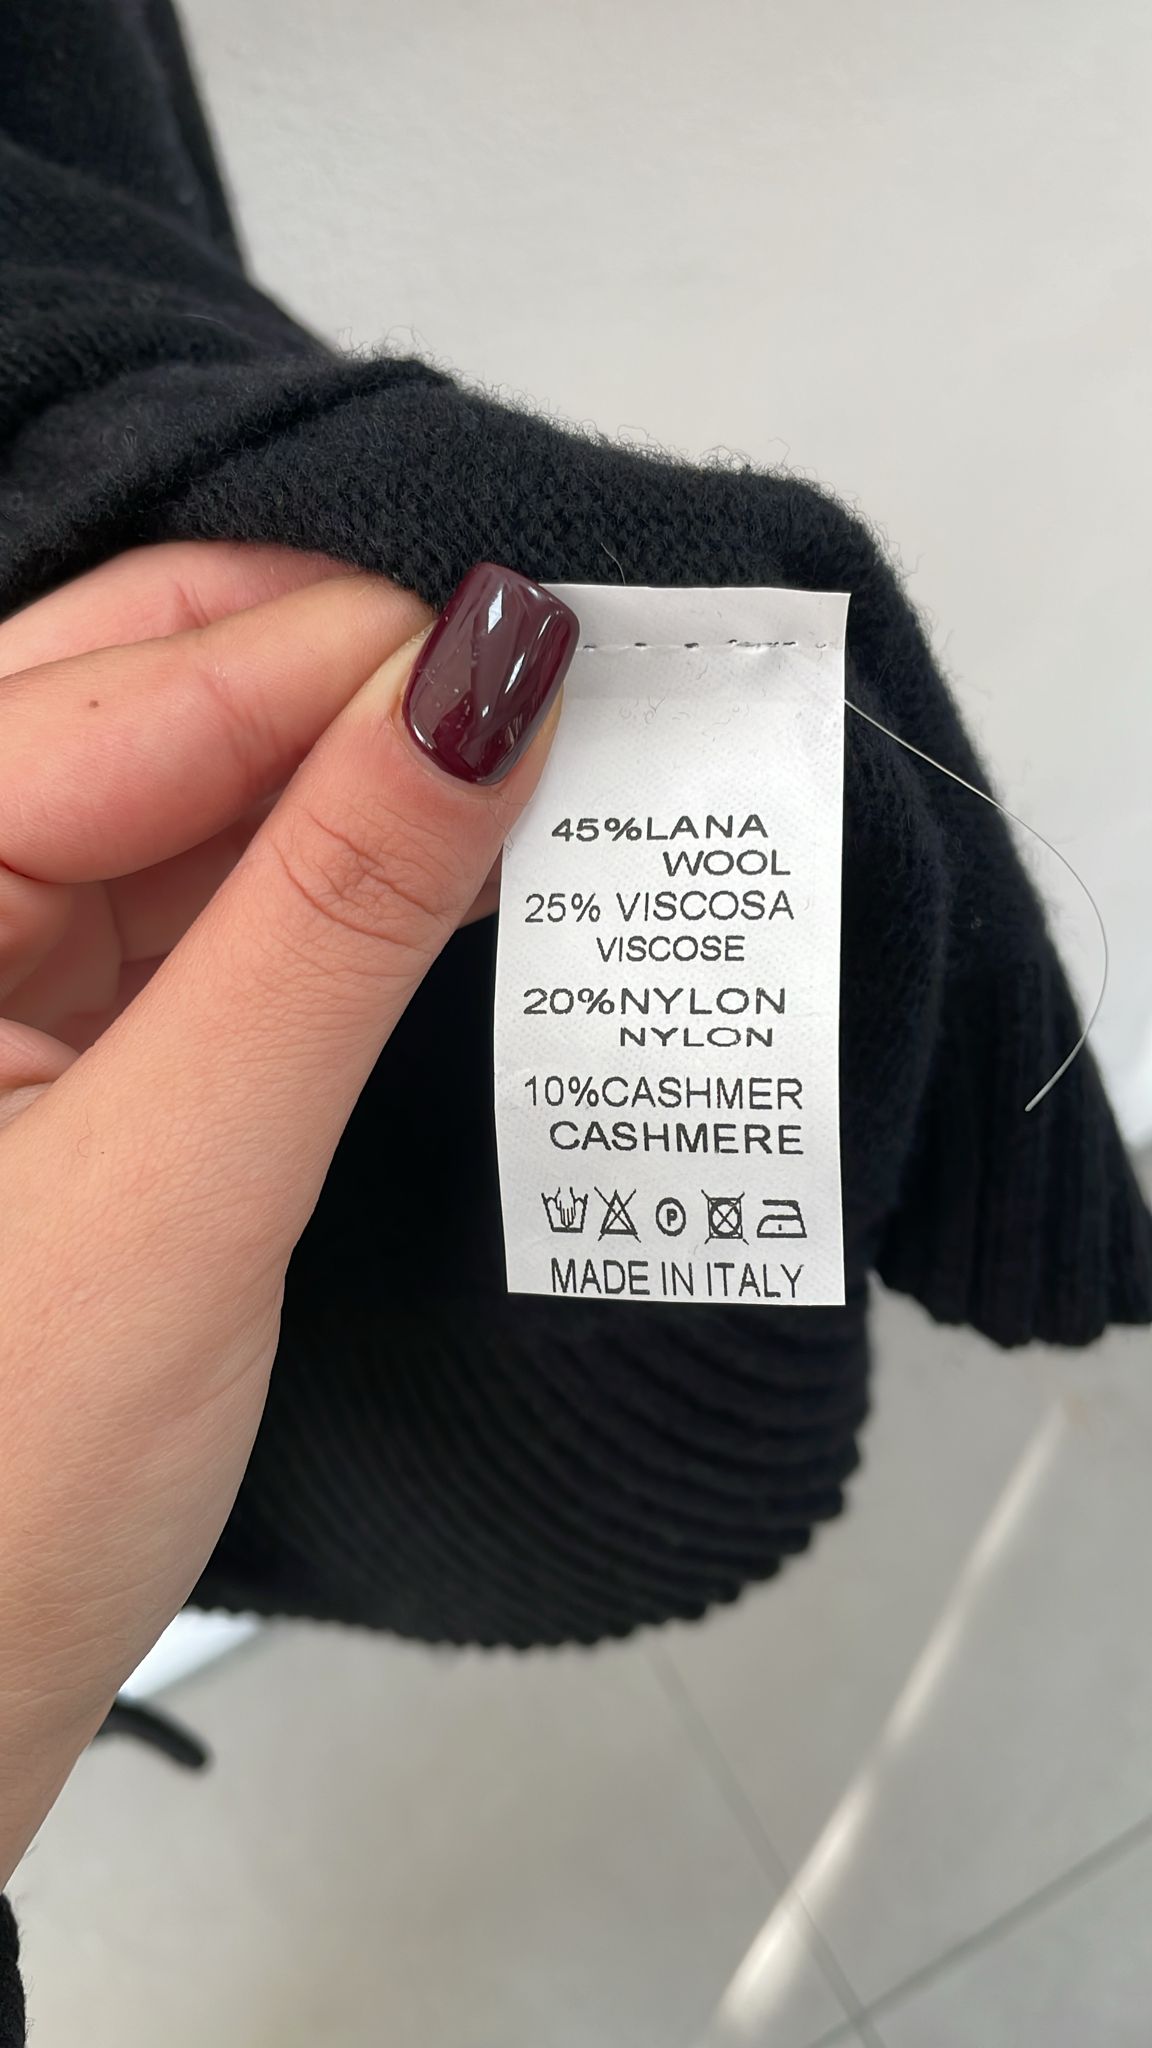 45%LANA
WOOL
25% VISCOSA
VISCOSE
20%NYLON
NYLON
10%CASHMER
CASHMERE
P
MADE IN ITALY